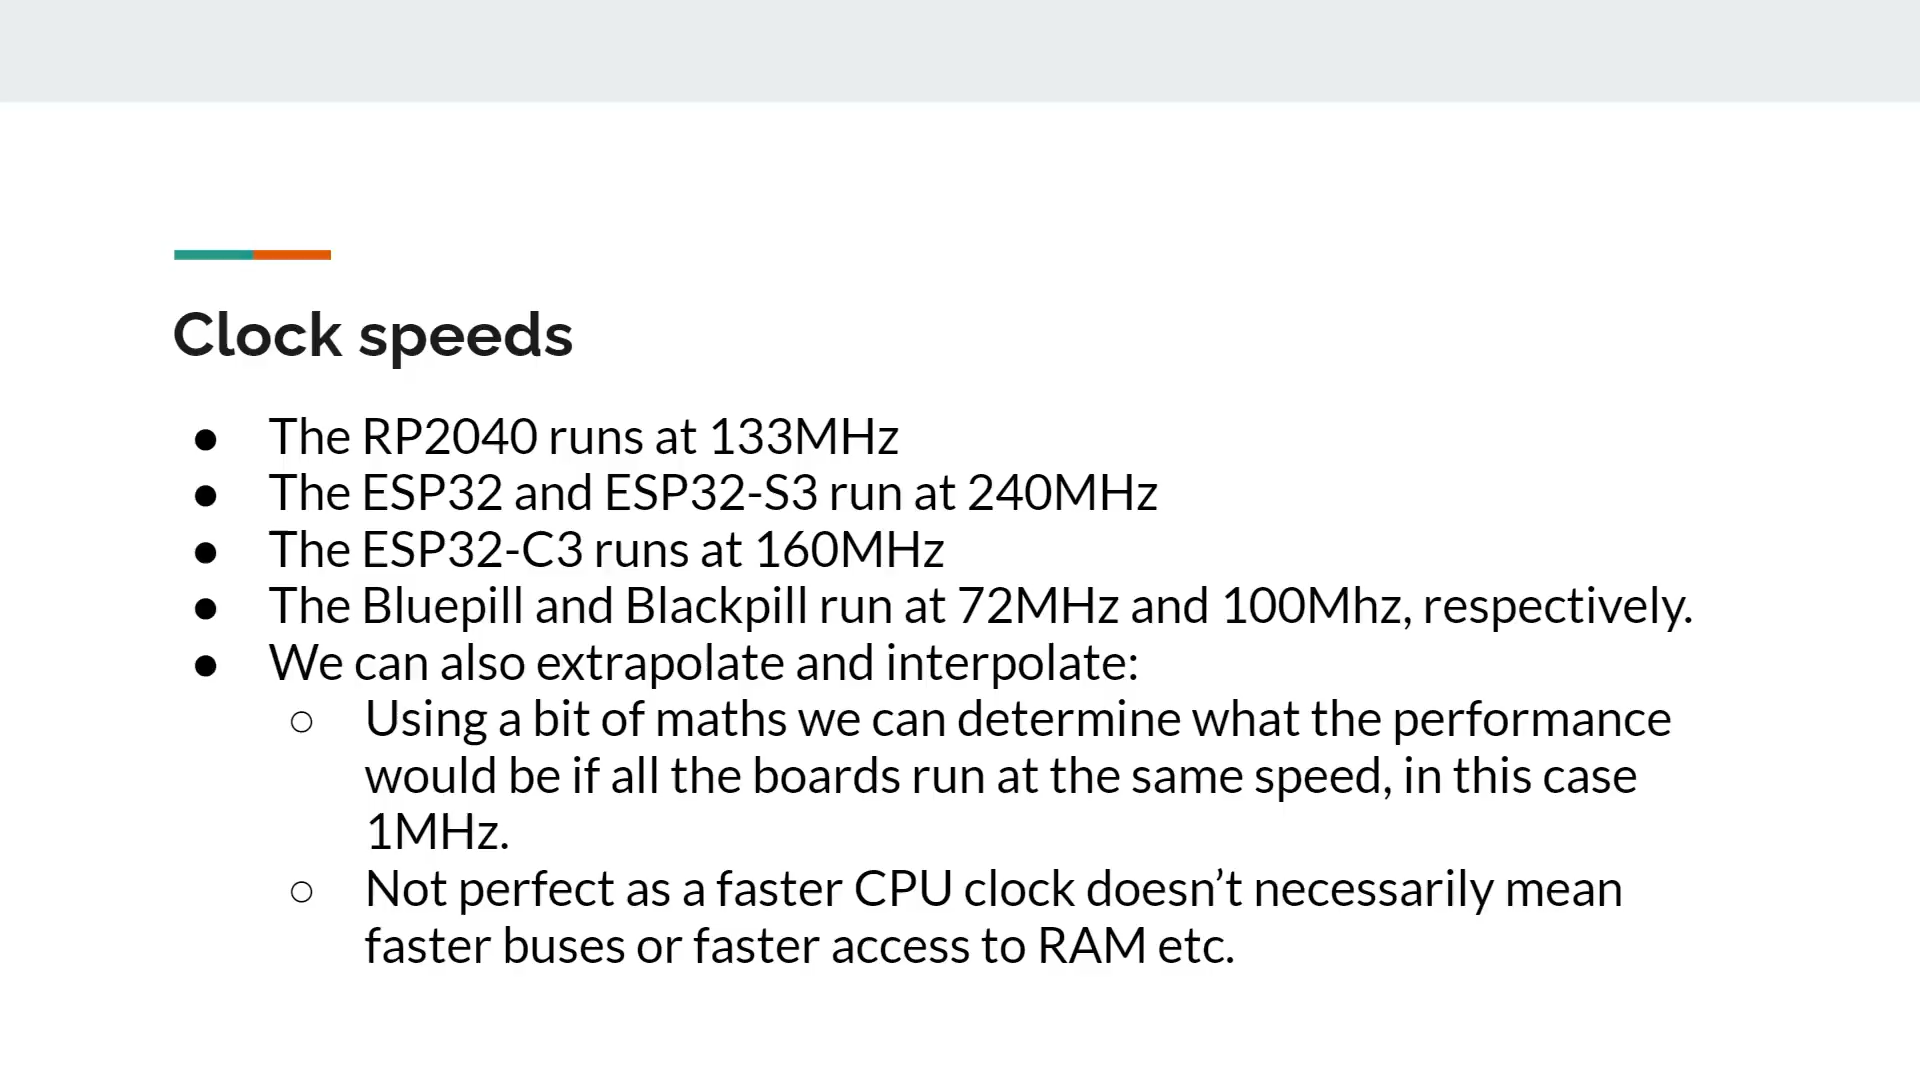 Clock speeds
● The RP2040 runs at 133MHz
● The ESP32 and ESP32-S3 run at 240MHz
● The ESP32-C3 runs at 160MHz
● The Bluepill and Blackpill run at 72MHz and 100Mhz, respectively.
● We can also extrapolate and interpolate:
○ Using a bit of maths we can determine what the performance
would be if all the boards run at the same speed, in this case
1MHz.
○ Not perfect as a faster CPU clock doesn’t necessarily mean
faster buses or faster access to RAM etc.